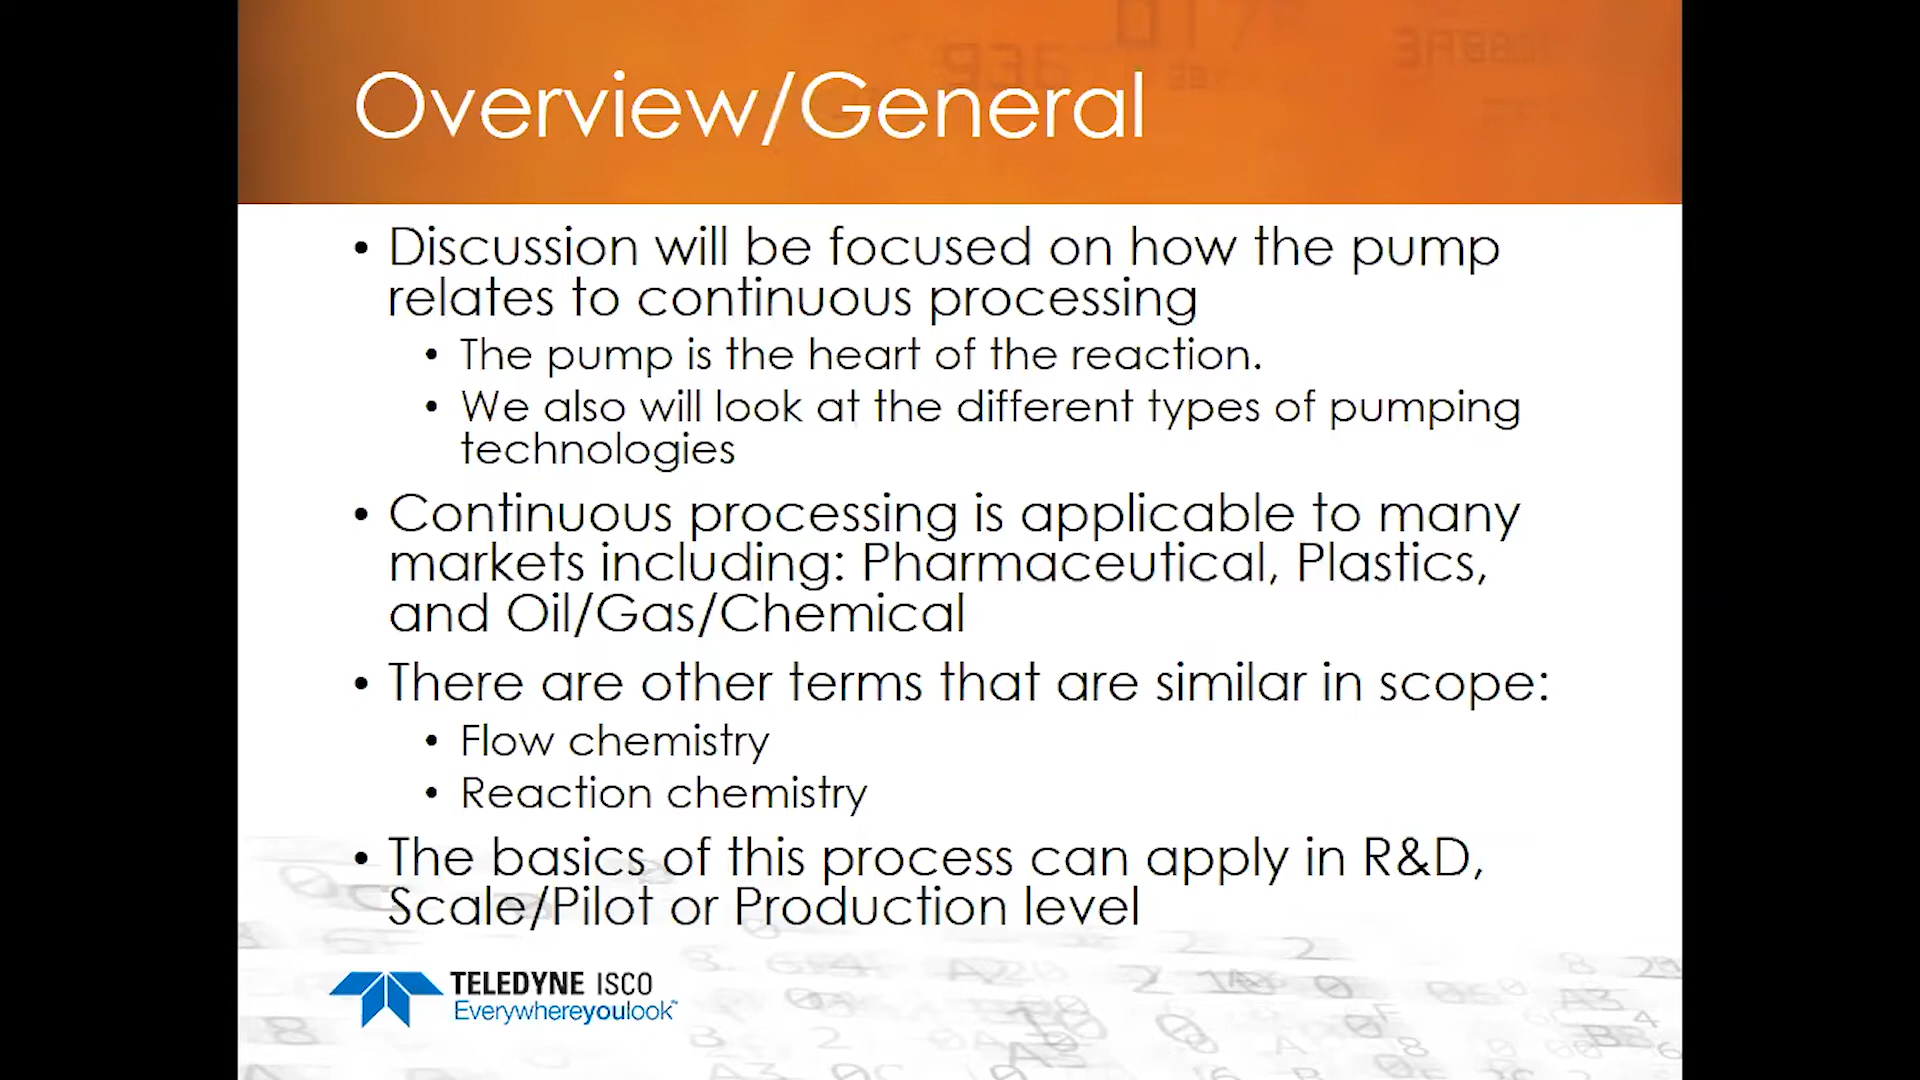 Overview/General
• Discussion will be focused on how the pump
relates to continuous processing
• The pump is the heart of the reaction.
• We also will look at the different types of pumping
technologies
• Continuous processing is applicable to many
markets including: Pharmaceutical, Plastics,
and Oil/Gas/Chemical
• There are other terms that are similar in scope:
• Flow chemistry
• Reaction chemistry
• The basics of this process can apply in R&D,
Scale/Pilot or Production level
TELEDYNE ISCO
Everywhereyoulook™